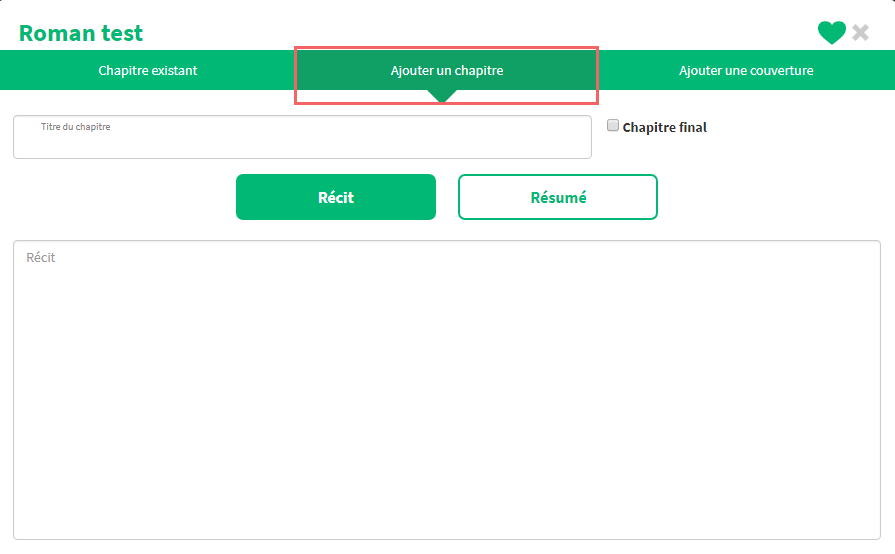 Roman test
Chapitre existant
Ajouter un chapitre
Ajouter une couverture
Titre du chapitre
Chapitre final
Récit
Résumé
Récit